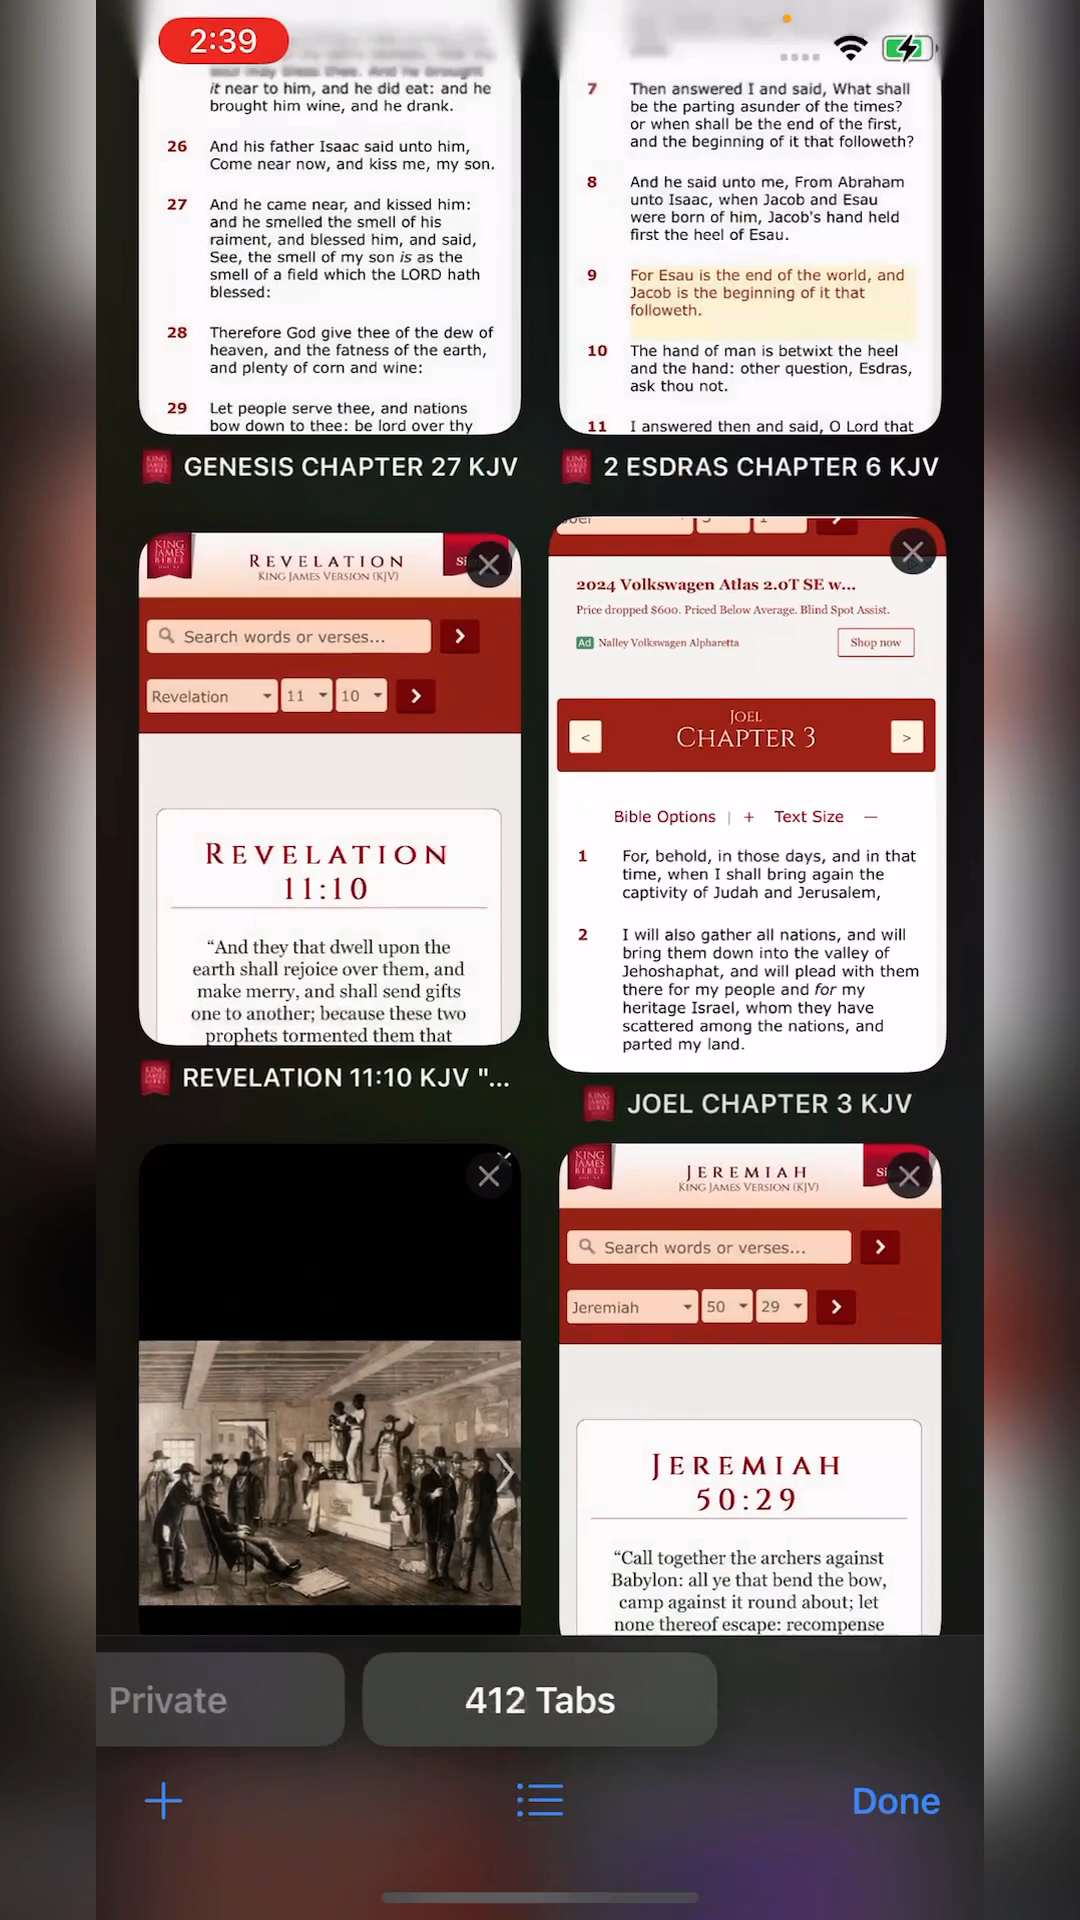 2:39
it near to him, and he did eat: and he
brought him wine, and he drank.
26 And his father Isaac said unto him,
Come near now, and kiss me, my son.
27 And he came near, and kissed him:
and he smelled the smell of his
raiment, and blessed him, and said,
See, the smell of my son is as the
smell of a field which the LORD hath
blessed:
28 Therefore God give thee of the dew of
heaven, and the fatness of the earth,
and plenty of corn and wine:
29 Let people serve thee, and nations
bow down to thee: be lord over thy
GENESIS CHAPTER 27 KJV
7 Then answered I and said, What shall
be the parting asunder of the times?
or when shall be the end of the first,
and the beginning of it that followeth?
8 And he said unto me, From Abraham
unto Isaac, when Jacob and Esau
were born of him, Jacob's hand held
first the heel of Esau.
9 For Esau is the end of the world, and
Jacob is the beginning of it that
followeth.
10 The hand of man is betwixt the heel
and the hand: other question, Esdras,
ask thou not.
11 I answered then and said, O Lord that
2 ESDRAS CHAPTER 6 KJV
KING
JAMES
BIBLE
REVELATION
KING JAMES VERSION (KJV)
Si
Search words or verses...
Revelation 11 10
REVELATION
11:10
“And they that dwell upon the
earth shall rejoice over them, and
make merry, and shall send gifts
one to another; because these two
prophets tormented them that
REVELATION 11:10 KJV "...
Joel 3 1
2024 Volkswagen Atlas 2.0T SE w...
Price dropped $600. Priced Below Average. Blind Spot Assist.
Ad Nalley Volkswagen Alpharetta
Shop now
JOEL
< CHAPTER 3 >
Bible Options | + Text Size —
1 For, behold, in those days, and in that
time, when I shall bring again the
captivity of Judah and Jerusalem,
2 I will also gather all nations, and will
bring them down into the valley of
Jehoshaphat, and will plead with them
there for my people and for my
heritage Israel, whom they have
scattered among the nations, and
parted my land.
JOEL CHAPTER 3 KJV
KING
JAMES
BIBLE
JEREMIAH
KING JAMES VERSION (KJV)
Si
Search words or verses...
Jeremiah 50 29
JEREMIAH
50:29
“Call together the archers against
Babylon: all ye that bend the bow,
camp against it round about; let
none thereof escape: recompense
Private
412 Tabs
Done